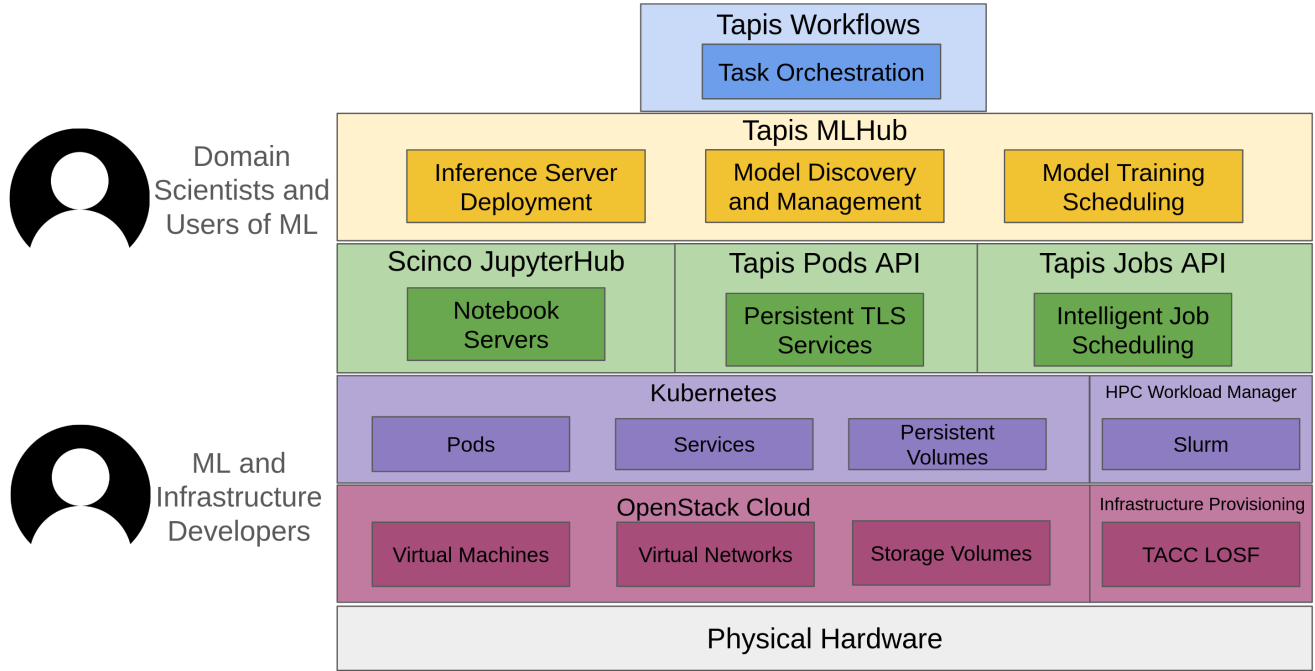 Tapis Workflows
Task Orchestration
Tapis MLHub
Inference Server
Deployment
Model Discovery
and Management
Model Training
Scheduling
Domain
Scientists and
Users of ML
Scinco JupyterHub
Notebook
Servers
Tapis Pods API
Persistent TLS
Services
Tapis Jobs API
Intelligent Job
Scheduling
Kubernetes
Pods
Services
Persistent
Volumes
HPC Workload Manager
Slurm
ML and
Infrastructure
Developers
OpenStack Cloud
Virtual Machines
Virtual Networks
Storage Volumes
Infrastructure Provisioning
TACC LOSF
Physical Hardware